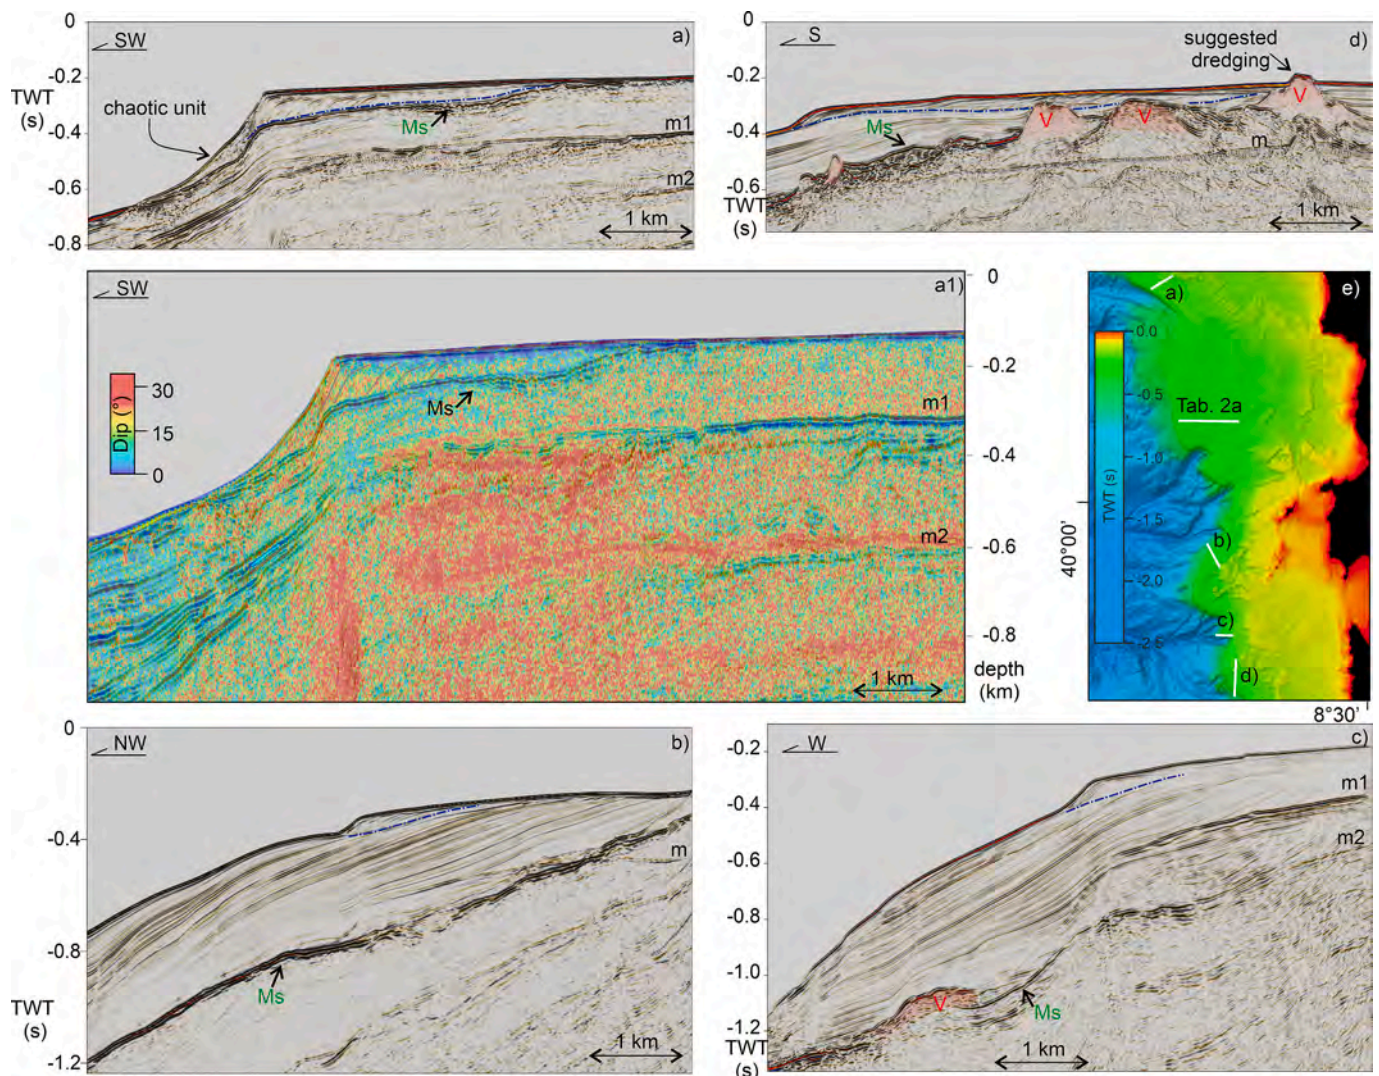 0
SW
a)
-0.2
TWT
(s)
chaotic unit
Ms
-0.4
m1
-0.6
m2
1 km
-0.8
0
S
d)
suggested
dredging
-0.2
V
V
V
Ms
-0.4
m
-0.6
TWT
(s)
1 km
SW
a1)
0
-0.2
Ms
m1
30
15
0
Dip (°)
-0.4
m2
-0.6
-0.8
1 km
depth
(km)
e)
a)
0.0
-0.5
Tab. 2a
-1.0
TWT (s)
-1.5
b)
-2.0
c)
-2.5
d)
40°00'
8°30'
0
NW
b)
-0.4
m
-0.8
Ms
TWT
(s)
1 km
-1.2
-0.2
W
c)
m1
-0.4
m2
-0.6
-0.8
-1.0
V
Ms
-1.2
TWT
(s)
1 km